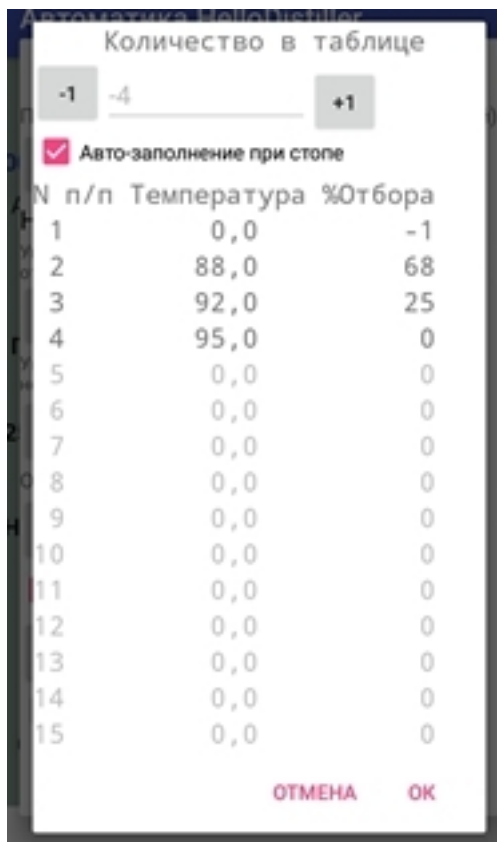 Автоматика HelloDistiller
Количество в таблице
-1 -4 +1
Авто-заполнение при стопе
N п/п Температура %Отбора
1 0,0 -1
2 88,0 68
3 92,0 25
4 95,0 0
5 0,0 0
6 0,0 0
7 0,0 0
8 0,0 0
9 0,0 0
10 0,0 0
11 0,0 0
12 0,0 0
13 0,0 0
14 0,0 0
15 0,0 0
ОТМЕНА ОК